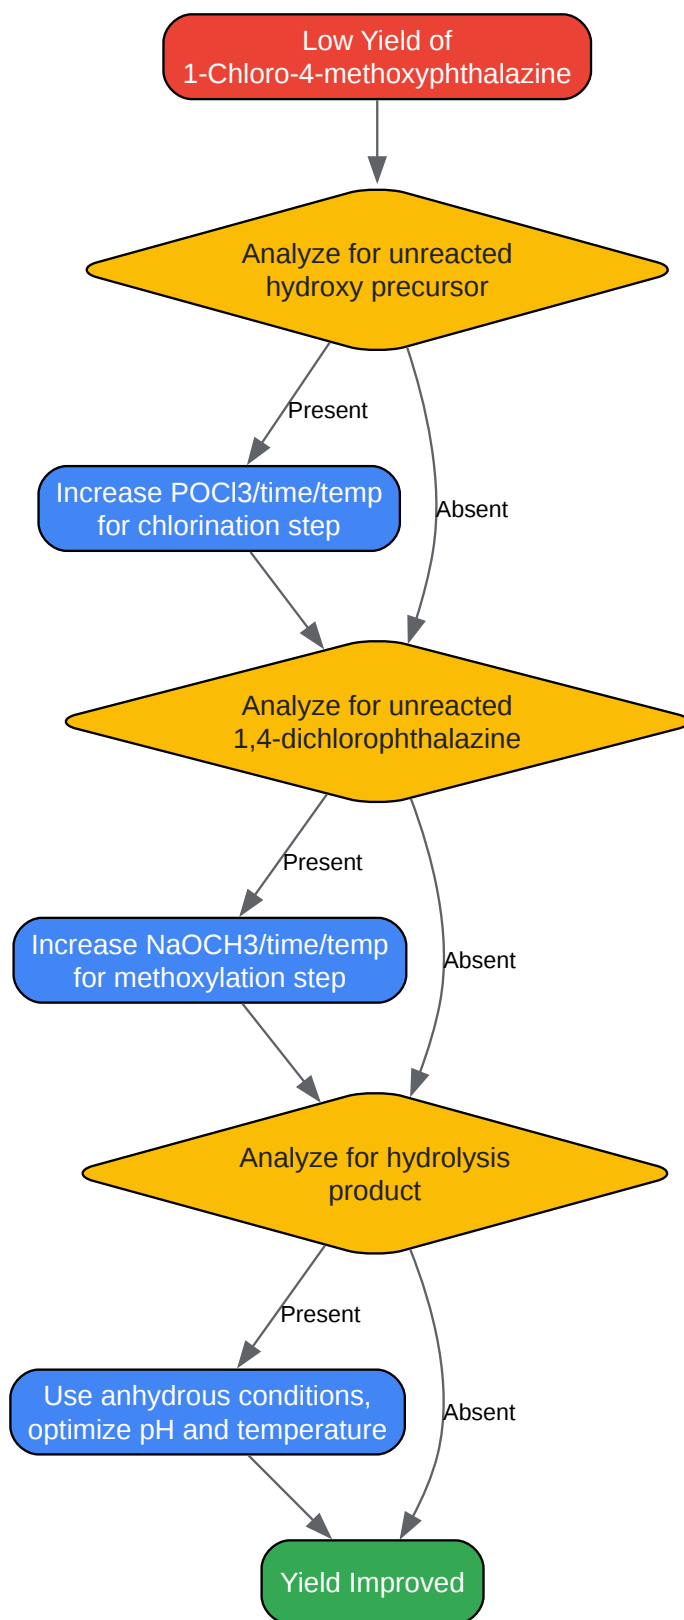 Low Yield of
1-Chloro-4-methoxyphthalazine
Analyze for unreacted
hydroxy precursor
Present
Increase POCl3/time/temp
for chlorination step
Absent
Analyze for unreacted
1,4-dichlorophthalazine
Present
Increase NaOCH3/time/temp
for methoxylation step
Absent
Analyze for hydrolysis
product
Present
Use anhydrous conditions,
optimize pH and temperature
Absent
Yield Improved